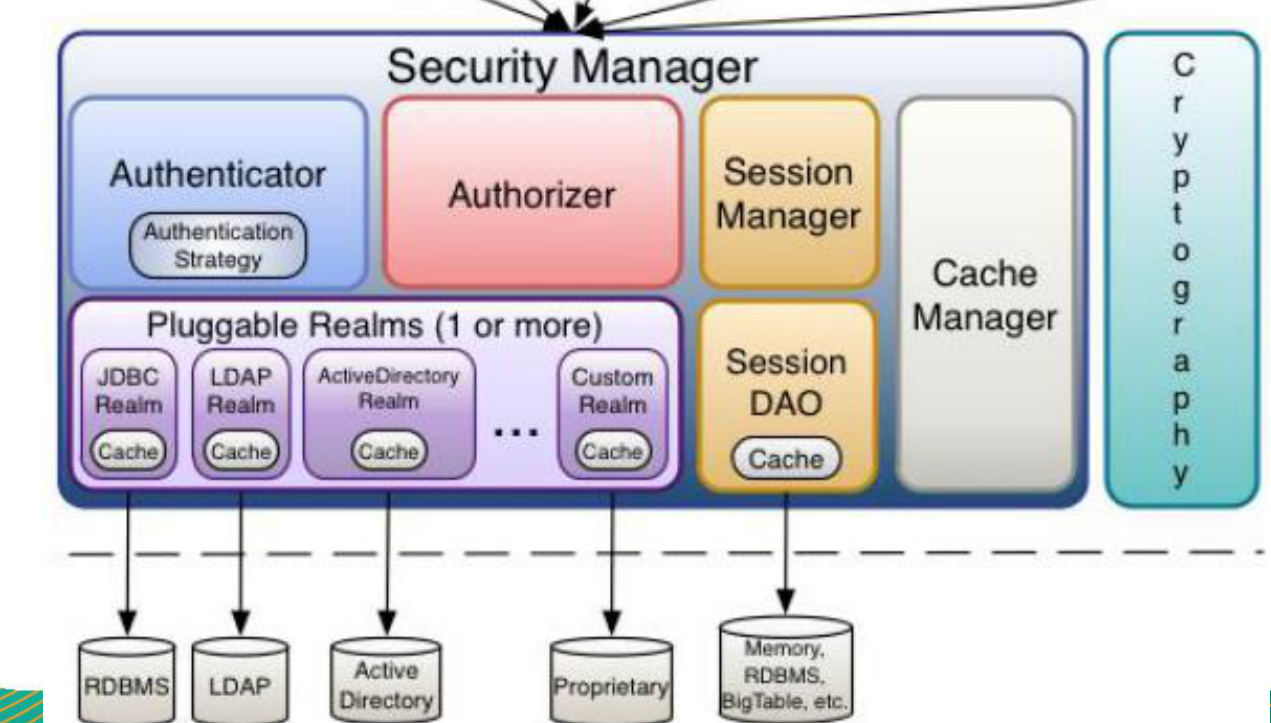 Security Manager
Authenticator
Authentication
Strategy
Authorizer
Session
Manager
Cache
Manager
Cryptography
Pluggable Realms (1 or more)
JDBC
Realm
Cache
LDAP
Realm
Cache
ActiveDirectory
Realm
Cache
...
Custom
Realm
Cache
Session
DAO
Cache
RDBMS
LDAP
Active
Directory
Proprietary
Memory,
RDBMS,
BigTable, etc.